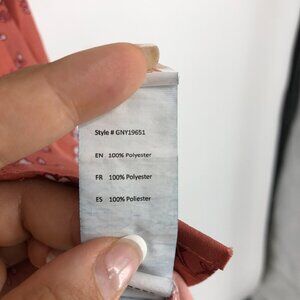 Style # GNY19651
EN 100% Polyester
FR 100% Polyester
ES 100% Poliester